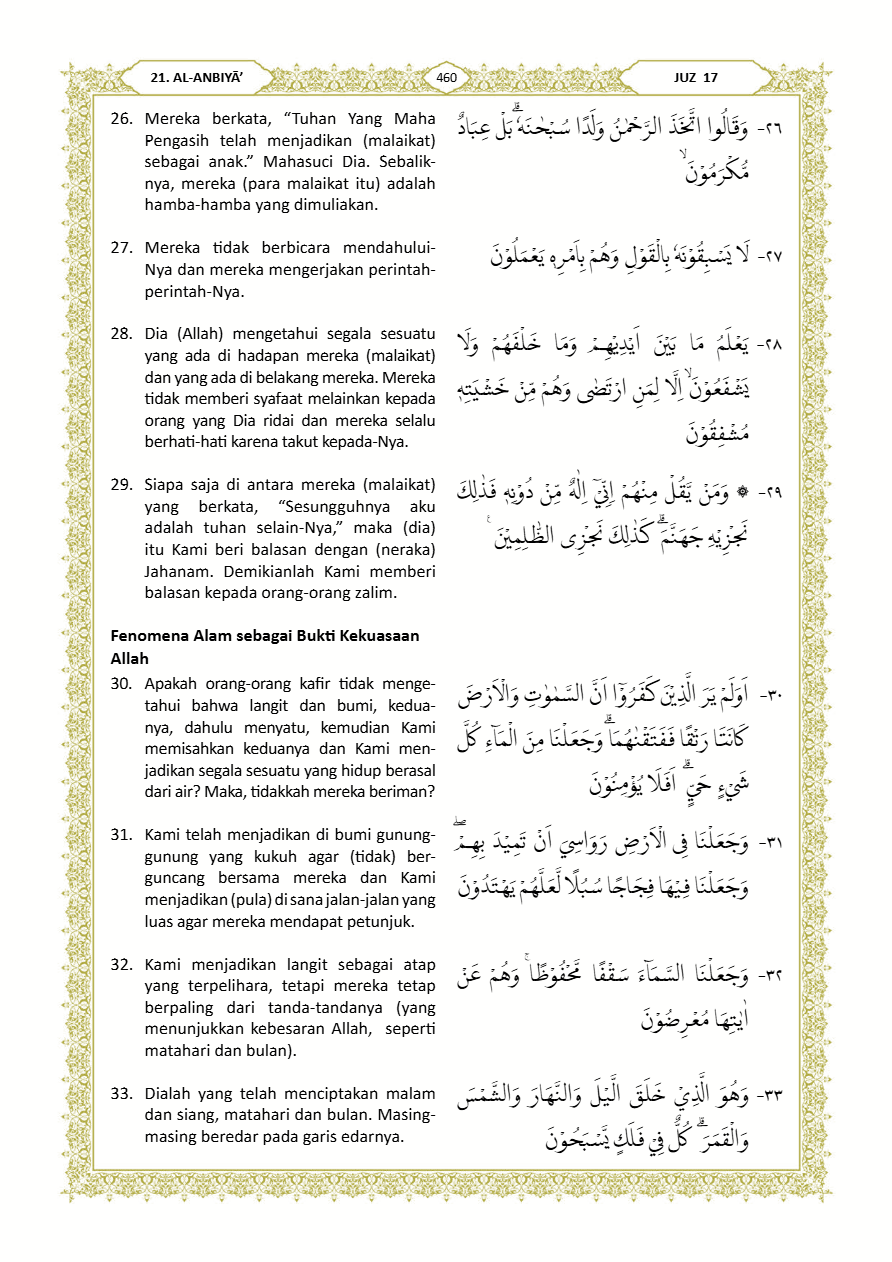 21. AL-ANBIYĀ’
460
JUZ 17
26. Mereka berkata, “Tuhan Yang Maha
Pengasih telah menjadikan (malaikat)
sebagai anak.” Mahasuci Dia. Sebalik-
nya, mereka (para malaikat itu) adalah
hamba-hamba yang dimuliakan.
٢٦- وَقَالُوا اتَّخَذَ الرَّحْمٰنُ وَلَدًا سُبْحٰنَهٗ ۗبَلْ عِبَادٌ
مُّكْرَمُوْنَ ۙ
27. Mereka tidak berbicara mendahului-
Nya dan mereka mengerjakan perintah-
perintah-Nya.
٢٧- لَا يَسْبِقُوْنَهٗ بِالْقَوْلِ وَهُمْ بِاَمْرِهٖ يَعْمَلُوْنَ
28. Dia (Allah) mengetahui segala sesuatu
yang ada di hadapan mereka (malaikat)
dan yang ada di belakang mereka. Mereka
tidak memberi syafaat melainkan kepada
orang yang Dia ridai dan mereka selalu
berhati-hati karena takut kepada-Nya.
٢٨- يَعْلَمُ مَا بَيْنَ اَيْدِيْهِمْ وَمَا خَلْفَهُمْ وَلَا
يَشْفَعُوْنَۙ اِلَّا لِمَنِ ارْتَضٰى وَهُمْ مِّنْ خَشْيَتِهٖ
مُشْفِقُوْنَ
29. Siapa saja di antara mereka (malaikat)
yang berkata, “Sesungguhnya aku
adalah tuhan selain-Nya,” maka (dia)
itu Kami beri balasan dengan (neraka)
Jahanam. Demikianlah Kami memberi
balasan kepada orang-orang zalim.
٢٩- ۞ وَمَنْ يَّقُلْ مِنْهُمْ اِنِّيْٓ اِلٰهٌ مِّنْ دُوْنِهٖ فَذٰلِكَ
نَجْزِيْهِ جَهَنَّمَۗ كَذٰلِكَ نَجْزِى الظّٰلِمِيْنَ ࣖ
Fenomena Alam sebagai Bukti Kekuasaan
Allah
30. Apakah orang-orang kafir tidak menge-
tahui bahwa langit dan bumi, kedua-
nya, dahulu menyatu, kemudian Kami
memisahkan keduanya dan Kami men-
jadikan segala sesuatu yang hidup berasal
dari air? Maka, tidakkah mereka beriman?
٣٠- اَوَلَمْ يَرَ الَّذِيْنَ كَفَرُوْٓا اَنَّ السَّمٰوٰتِ وَالْاَرْضَ
كَانَتَا رَتْقًا فَفَتَقْنٰهُمَاۗ وَجَعَلْنَا مِنَ الْمَاۤءِ كُلَّ
شَيْءٍ حَيٍّۗ اَفَلَا يُؤْمِنُوْنَ
31. Kami telah menjadikan di bumi gunung-
gunung yang kukuh agar (tidak) ber-
guncang bersama mereka dan Kami
menjadikan (pula) di sana jalan-jalan yang
luas agar mereka mendapat petunjuk.
٣١- وَجَعَلْنَا فِى الْاَرْضِ رَوَاسِيَ اَنْ تَمِيْدَ بِهِمْۖ
وَجَعَلْنَا فِيْهَا فِجَاجًا سُبُلًا لَّعَلَّهُمْ يَهْتَدُوْنَ
32. Kami menjadikan langit sebagai atap
yang terpelihara, tetapi mereka tetap
berpaling dari tanda-tandanya (yang
menunjukkan kebesaran Allah, seperti
matahari dan bulan).
٣٢- وَجَعَلْنَا السَّمَاۤءَ سَقْفًا مَّحْفُوْظًاۚ وَهُمْ عَنْ
اٰيٰتِهَا مُعْرِضُوْنَ
33. Dialah yang telah menciptakan malam
dan siang, matahari dan bulan. Masing-
masing beredar pada garis edarnya.
٣٣- وَهُوَ الَّذِيْ خَلَقَ الَّيْلَ وَالنَّهَارَ وَالشَّمْسَ
وَالْقَمَرَۗ كُلٌّ فِيْ فَلَكٍ يَّسْبَحُوْنَ